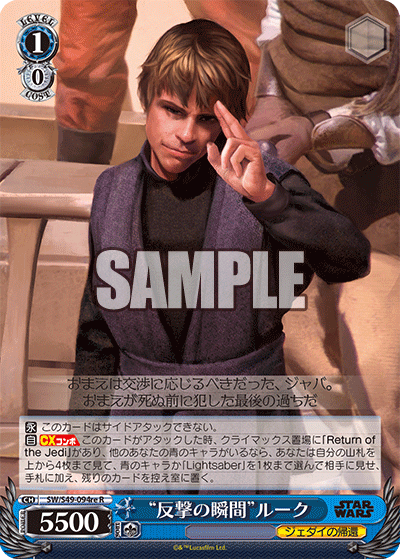 LEVEL
1
0
COST
SAMPLE
おまえは交渉に応じるべきだった、ジャバ。
おまえが死ぬ前に犯した最後の過ちだ
永 このカードはサイドアタックできない。
自 CXコンボ このカードがアタックした時、クライマックス置場に「Return of
the Jedi」があり、他のあなたの青のキャラがいるなら、あなたは自分の山札
を上から4枚まで見て、青のキャラか「Lightsaber」を1枚まで選んで相手に見せ、
手札に加え、残りのカードを控え室に置く。
CH SW/S49-094re R
POWER
5500
“反撃の瞬間”ルーク
STAR WARS
ジェダイの帰還
©&™Lucasfilm Ltd.